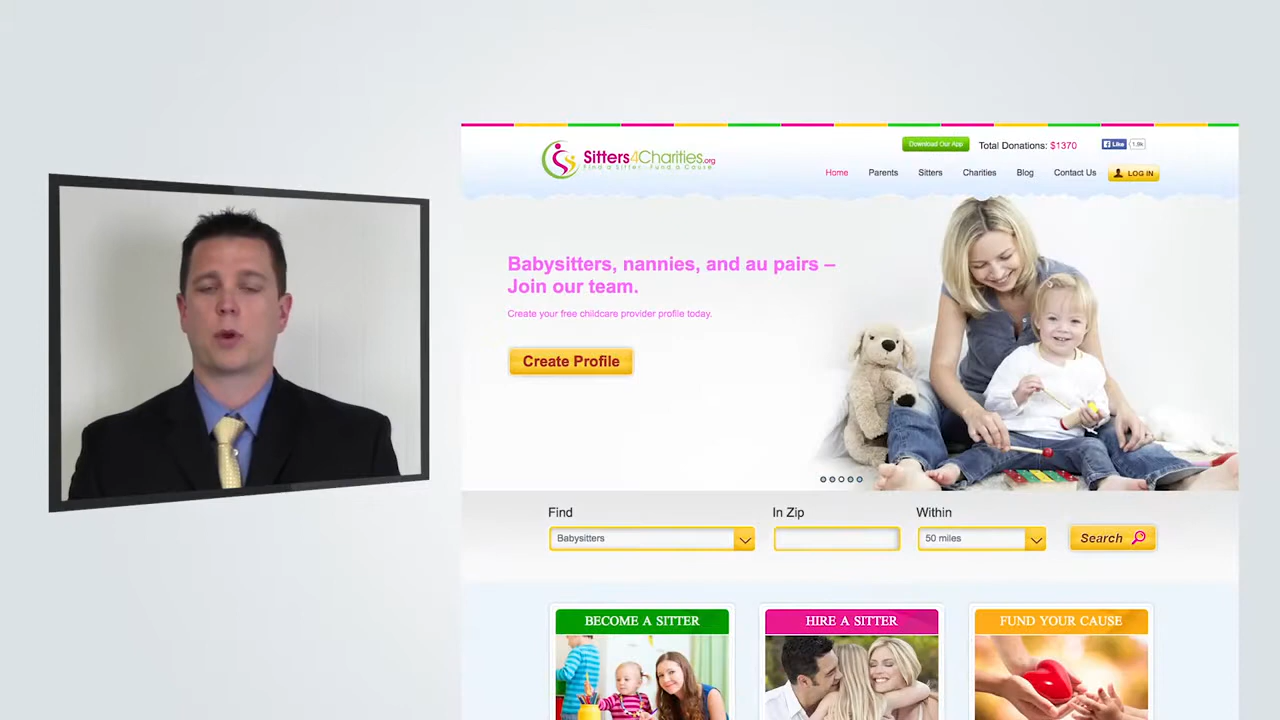 Download Our App
Total Donations: $1370
Like
1.9k
Sitters4Charities.org
Find a Sitter. Fund a Cause
Home
Parents
Sitters
Charities
Blog
Contact Us
LOG IN
Babysitters, nannies, and au pairs –
Join our team.
Create your free childcare provider profile today.
Create Profile
Find
In Zip
Within
Babysitters
50 miles
Search
BECOME A SITTER
HIRE A SITTER
FUND YOUR CAUSE